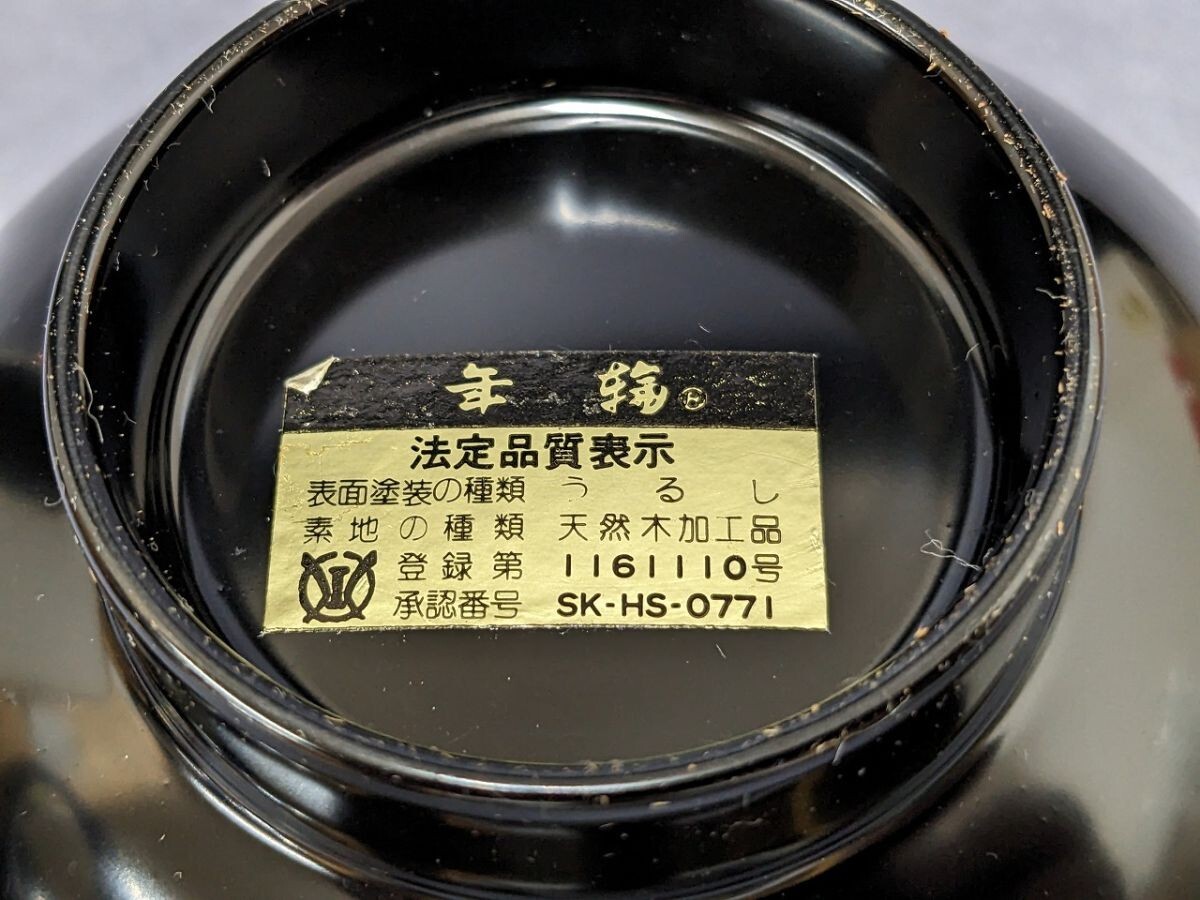 年輪
法定品質表示
表面塗装の種類 うるし
素地の種類 天然木加工品
登録第 1161110号
承認番号 SK-HS-0771